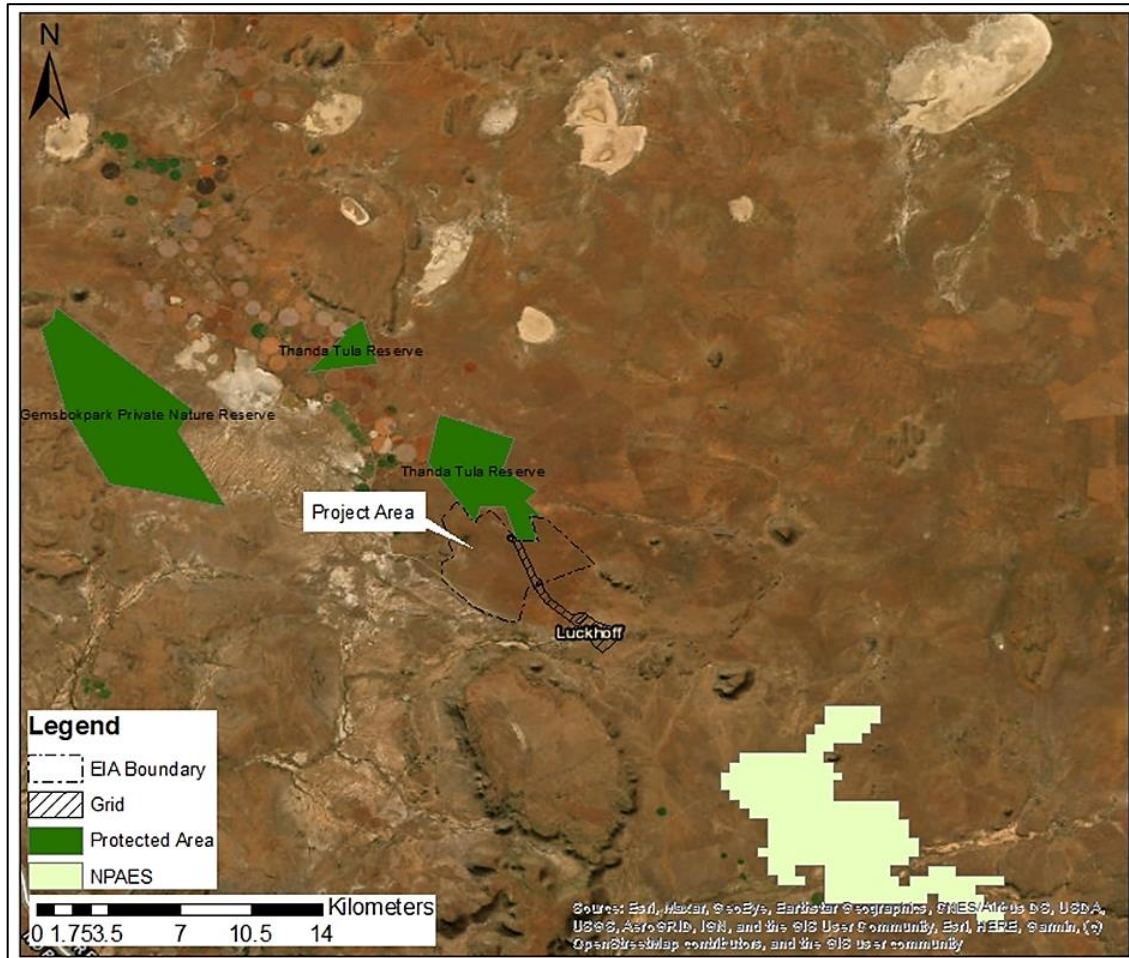 N
Thanda Tula Reserve
Gemsbokpark Private Nature Reserve
Thanda Tula Reserve
Project Area
Luckhoff
Legend
EIA Boundary
Grid
Protected Area
NPAES
Kilometers
0 1.75 3.5 7 10.5 14
Source: Esri, Maxar, GeoEye, Earthstar Geographics, CNES/Airbus DS, USDA,
USGS, AeroGRID, IGN, and the GIS User Community, Esri, HERE, Garmin, (c)
OpenStreetMap contributors, and the GIS user community